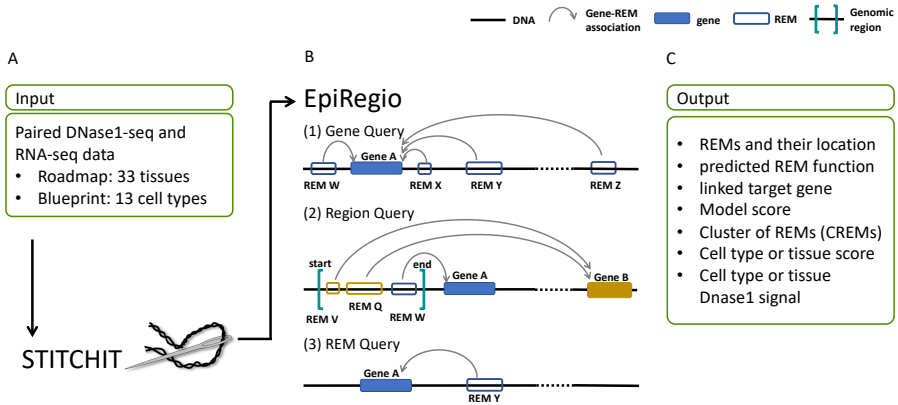 DNA
Gene-REM
association
gene
REM
Genomic
region
A
Input
Paired DNase1-seq and
RNA-seq data
• Roadmap: 33 tissues
• Blueprint: 13 cell types
STITCHIT
B
EpiRegio
(1) Gene Query
Gene A
REM W
REM X
REM Y
REM Z
(2) Region Query
start
end
Gene A
Gene B
REM Q
REM V
REM W
(3) REM Query
Gene A
REM Y
C
Output
• REMs and their location
• predicted REM function
• linked target gene
• Model score
• Cluster of REMs (CREMs)
• Cell type or tissue score
• Cell type or tissue
Dnase1 signal